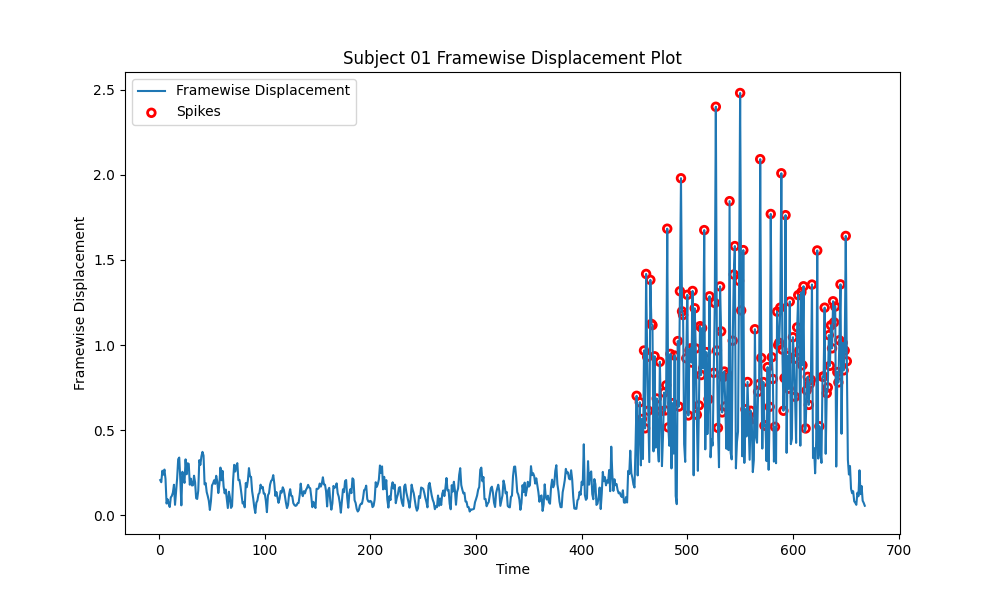 Subject 01 Framewise Displacement Plot
Framewise Displacement
Spikes
2.5
2.0
1.5
1.0
0.5
0.0
Framewise Displacement
0 100 200 300 400 500 600 700
Time